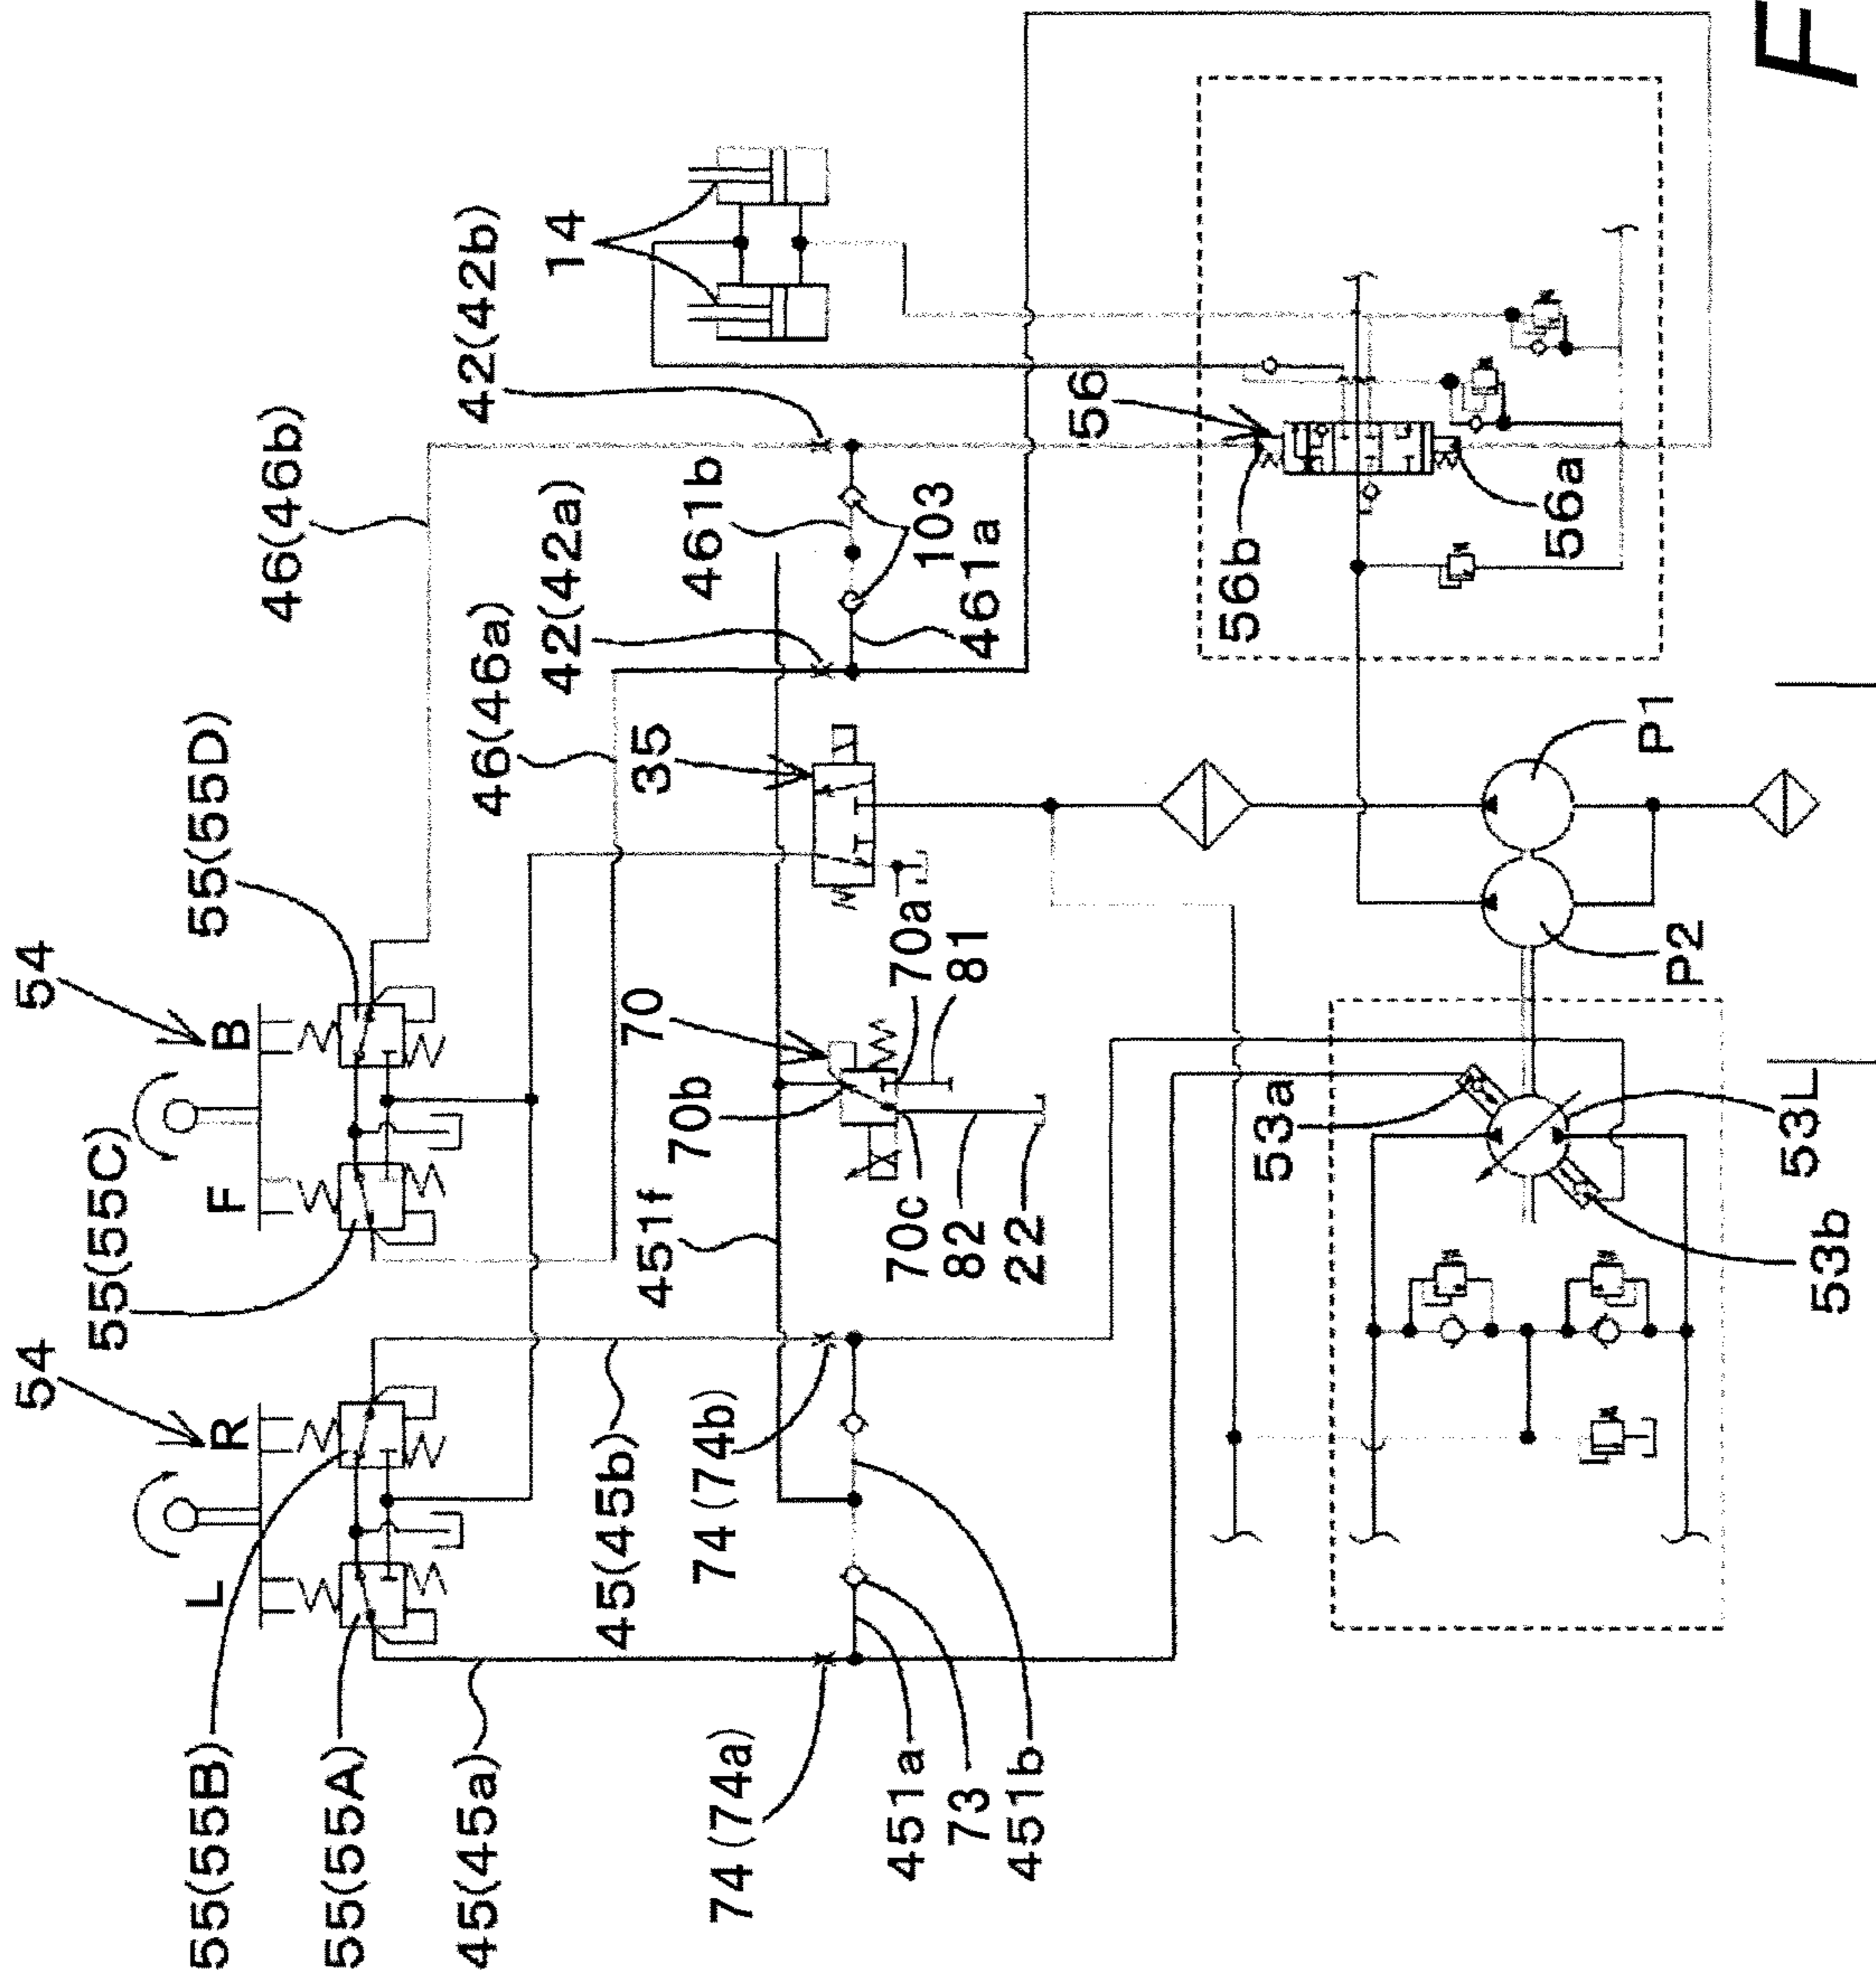 54
54
L
R
F
B
55(55B)
55(55A)
55(55C)
55(55D)
45(45a)
45(45b)
46(46a)
46(46b)
74(74a)
74(74b)
42(42a)
42(42b)
14
35
451f
70
70b
70a
81
70c
82
22
451a
73
451b
461b
103
461a
56
56b
56a
53a
53L
53b
P1
P2
F